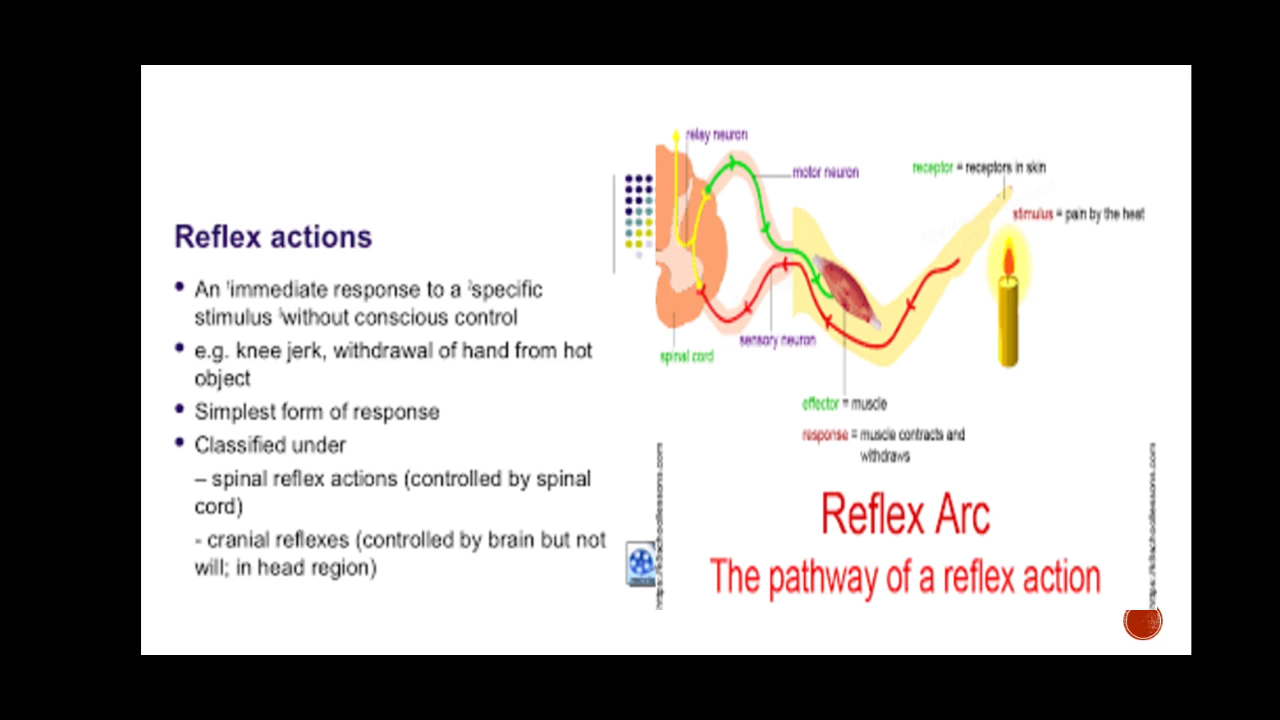 Reflex actions
An ¹immediate response to a ²specific
stimulus ³without conscious control
e.g. knee jerk, withdrawal of hand from hot
object
Simplest form of response
Classified under
– spinal reflex actions (controlled by spinal
cord)
- cranial reflexes (controlled by brain but not
will; in head region)
relay neuron
motor neuron
receptor = receptors in skin
stimulus = pain by the heat
sensory neuron
spinal cord
effector = muscle
response = muscle contracts and
withdraws
Reflex Arc
The pathway of a reflex action